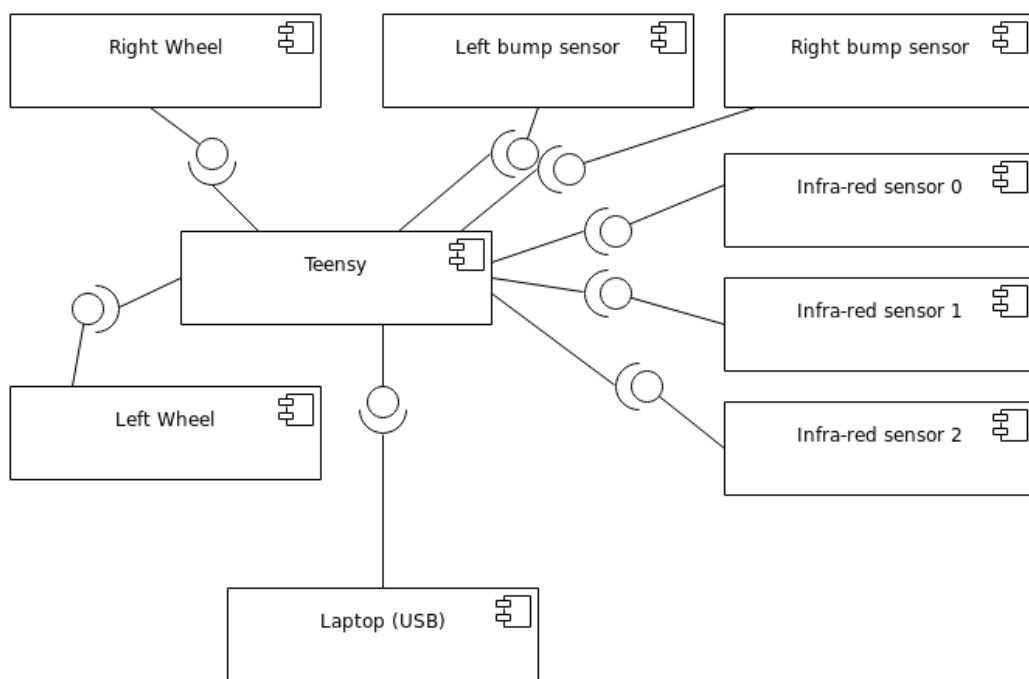 Right Wheel
Left bump sensor
Right bump sensor
Infra-red sensor 0
Teensy
Infra-red sensor 1
Left Wheel
Infra-red sensor 2
Laptop (USB)